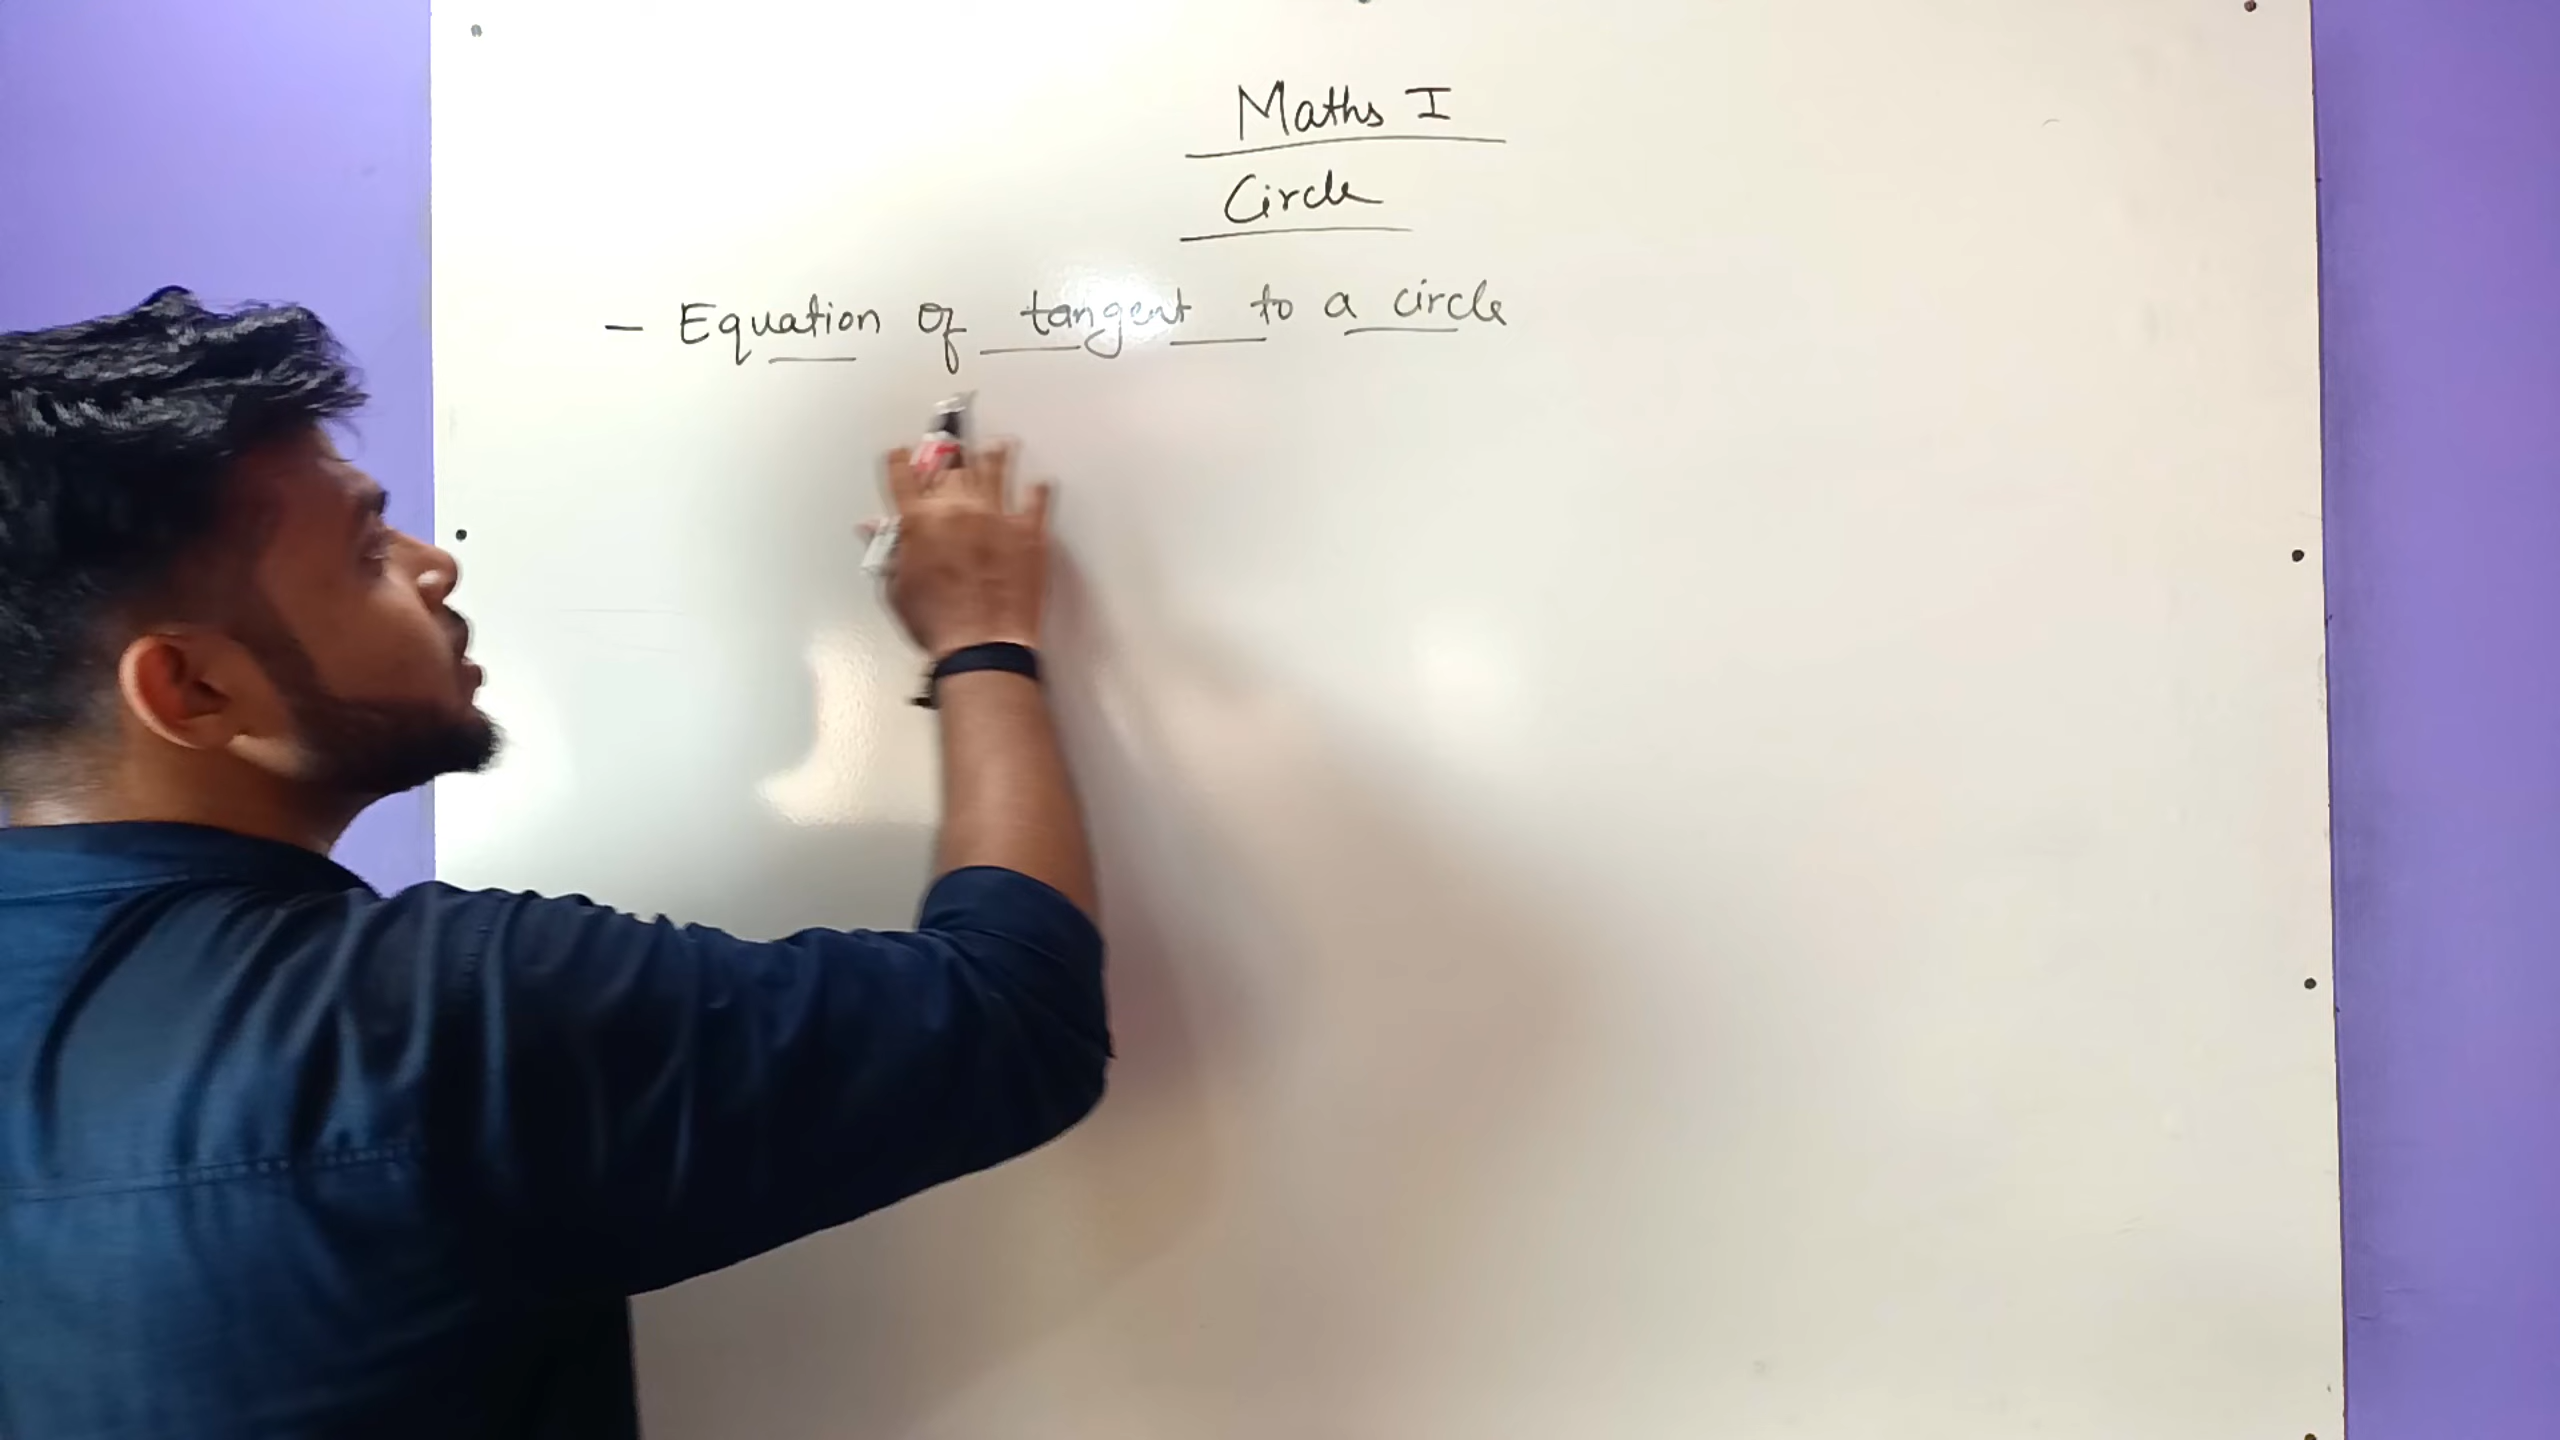 Maths I
Circle
- Equation of tangent to a circle